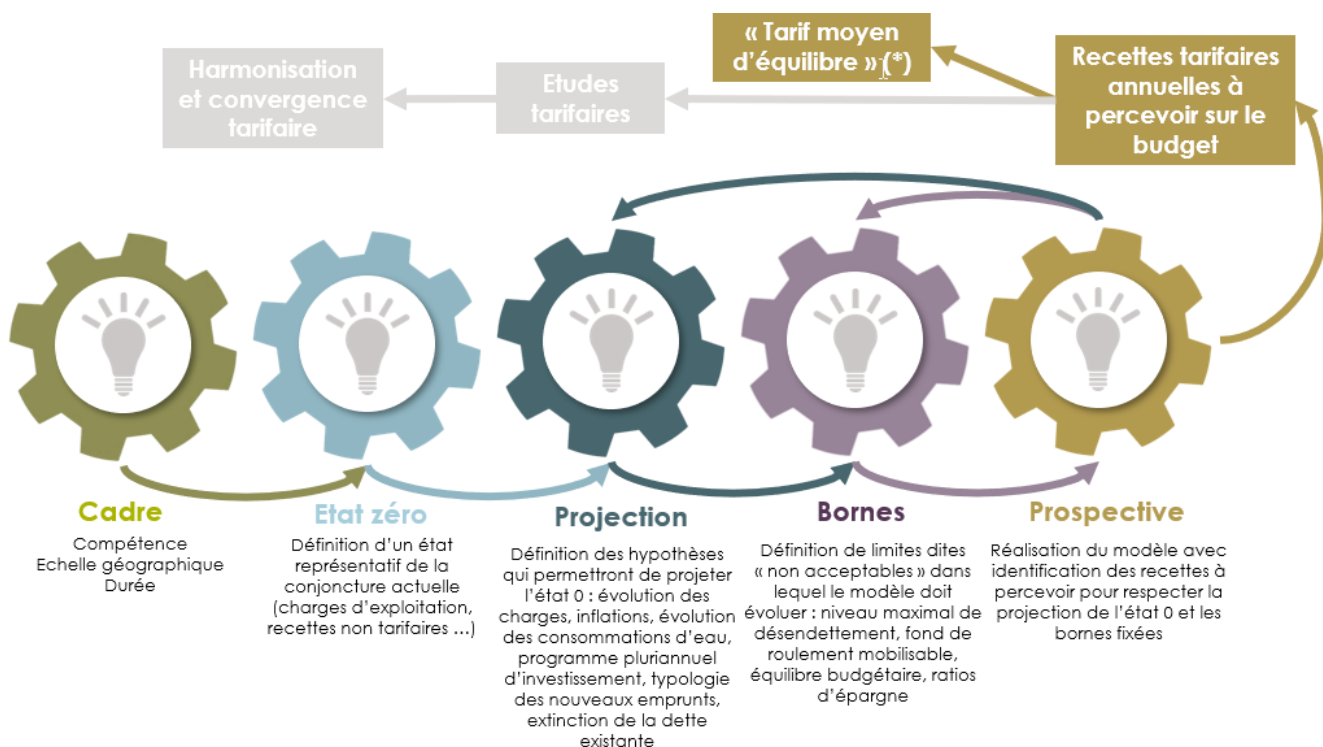 « Tarif moyen
d'équilibre » (*)
Harmonisation
et convergence
tarifaire
Etudes
tarifaires
Recettes tarifaires
annuelles à
percevoir sur le
budget
Cadre
Compétence
Echelle géographique
Durée
Etat zéro
Définition d'un état
représentatif de la
conjoncture actuelle
(charges d'exploitation,
recettes non tarifaires ...)
Projection
Définition des hypothèses
qui permettront de projeter
l'état 0 : évolution des
charges, inflations, évolution
des consommations d'eau,
programme pluriannuel
d'investissement, typologie
des nouveaux emprunts,
extinction de la dette
existante
Bornes
Définition de limites dites
« non acceptables » dans
lequel le modèle doit
évoluer : niveau maximal de
désendettement, fond de
roulement mobilisable,
équilibre budgétaire, ratios
d'épargne
Prospective
Réalisation du modèle avec
identification des recettes à
percevoir pour respecter la
projection de l'état 0 et les
bornes fixées